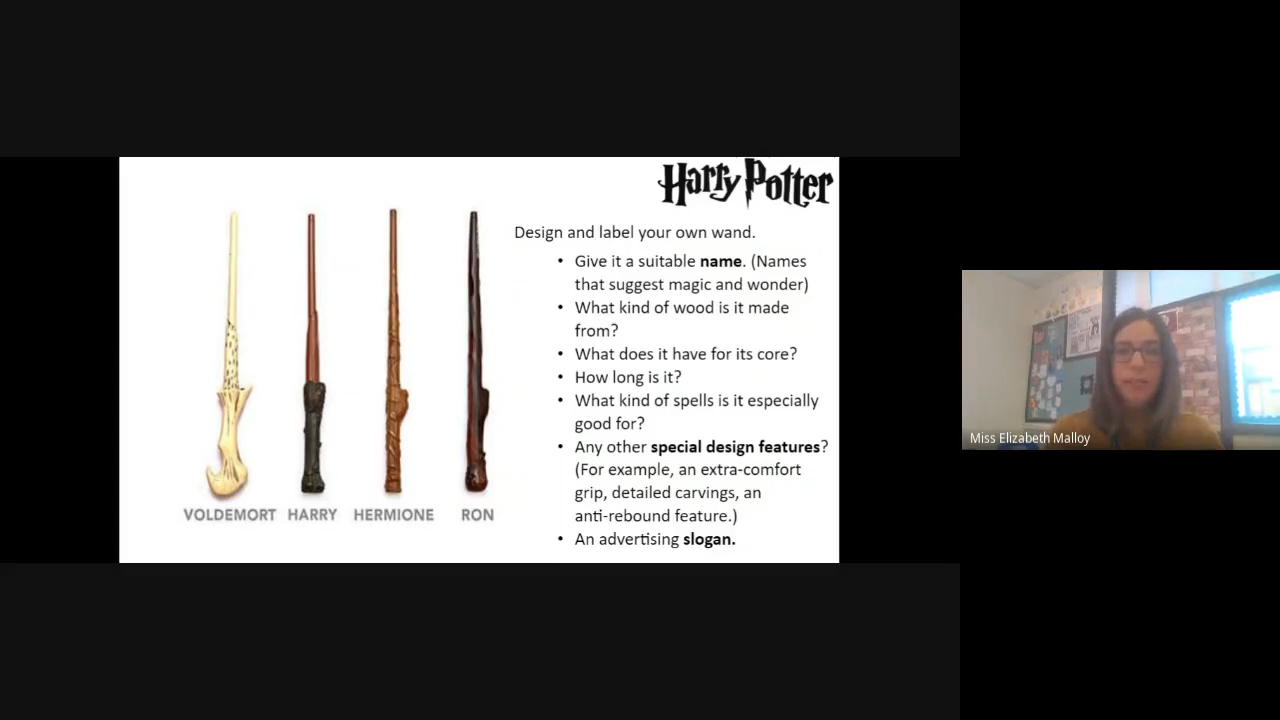 Harry Potter
Design and label your own wand.
• Give it a suitable name. (Names
that suggest magic and wonder)
• What kind of wood is it made
from?
• What does it have for its core?
• How long is it?
• What kind of spells is it especially
good for?
• Any other special design features?
(For example, an extra-comfort
grip, detailed carvings, an
anti-rebound feature.)
• An advertising slogan.
VOLDEMORT HARRY HERMIONE RON
Miss Elizabeth Malloy